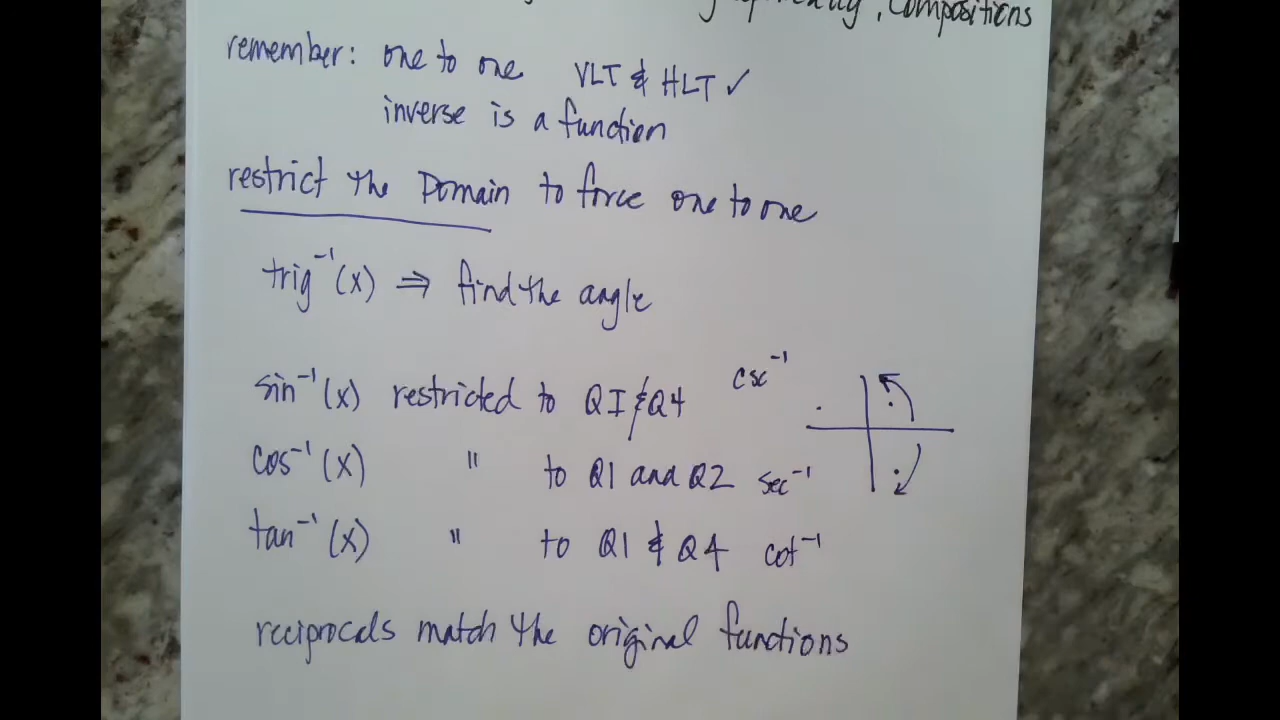 , Compositions
remember: one to one VLT & HLT ✓
inverse is a function
restrict the Domain to force one to one
trig⁻¹(x) ⇒ find the angle
sin⁻¹(x) restricted to QI & Q4 csc⁻¹
cos⁻¹(x) " to Q1 and Q2 sec⁻¹
tan⁻¹(x) " to Q1 & Q4 cot⁻¹
reciprocals match the original functions